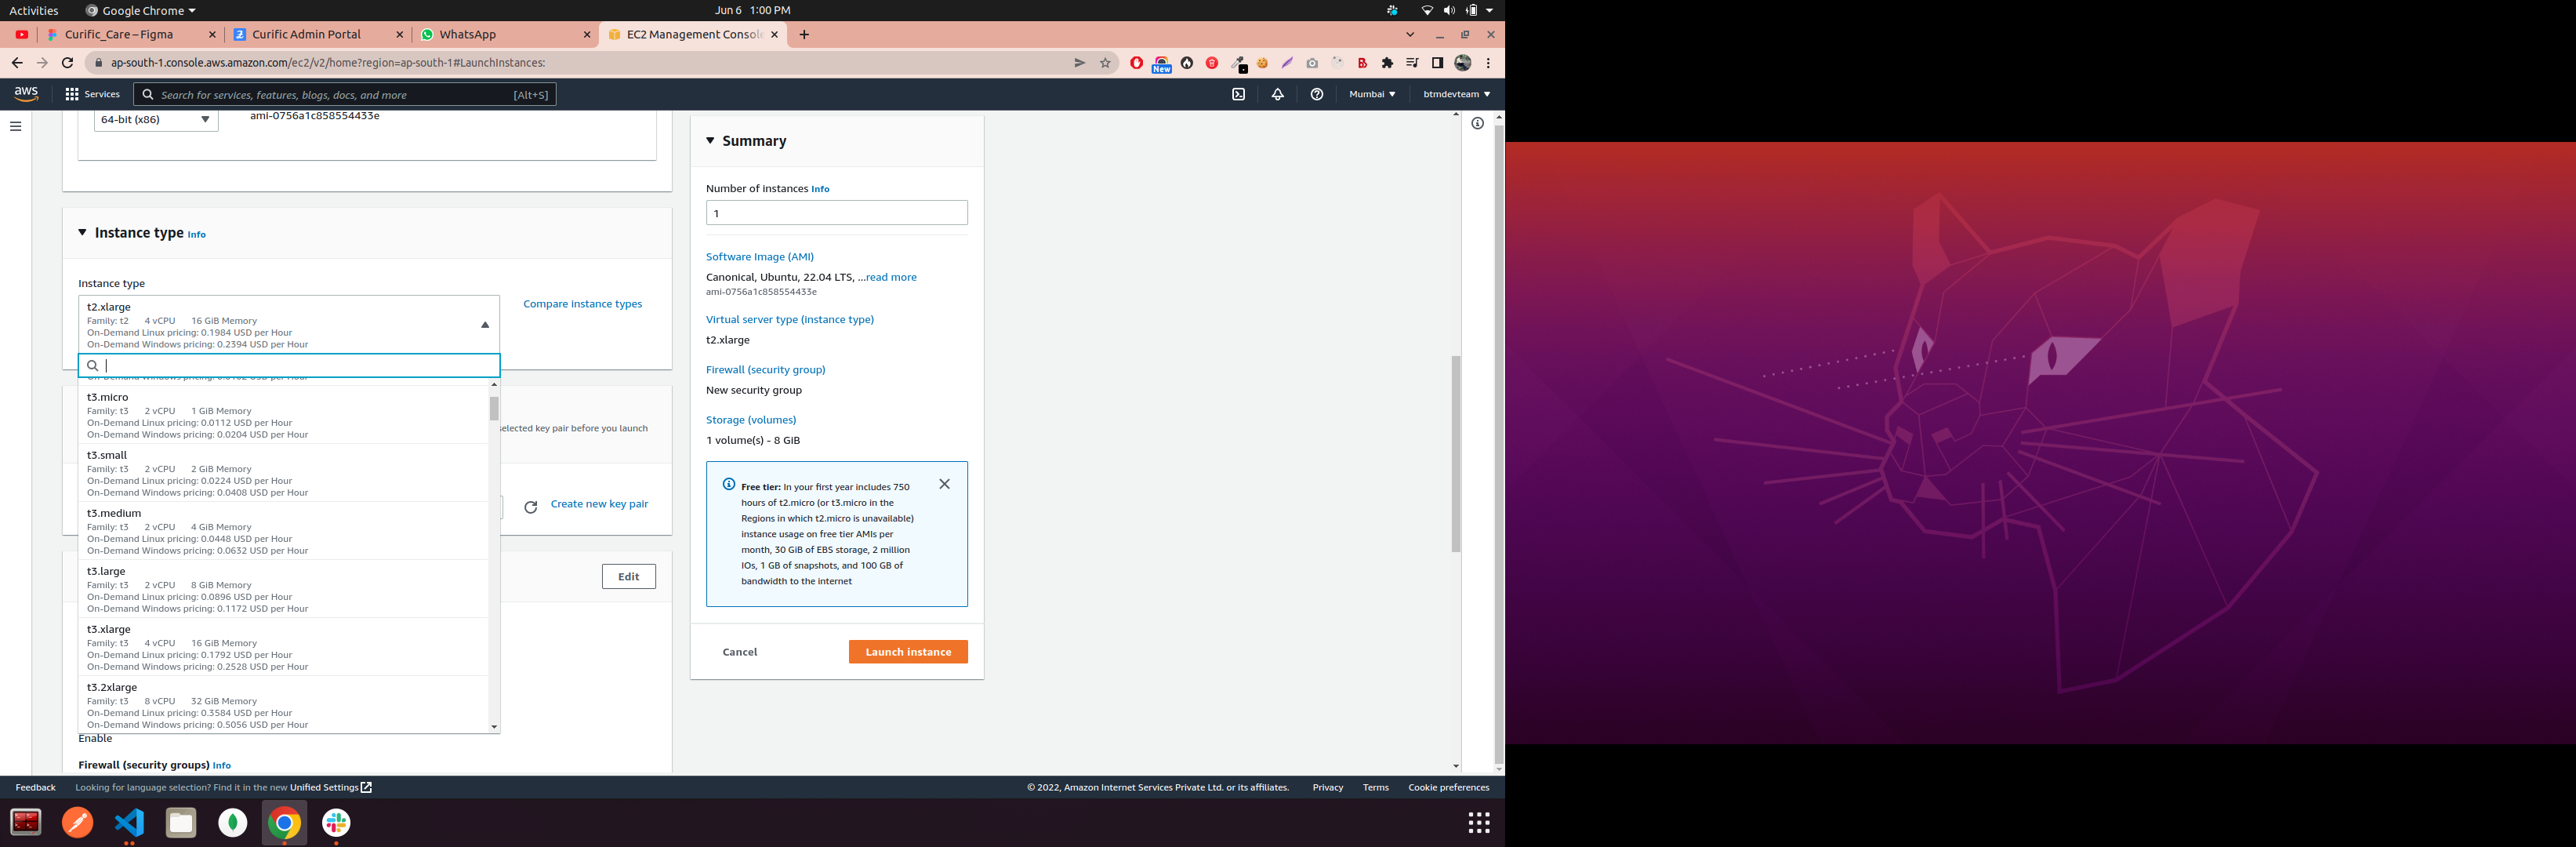 Activities
Google Chrome
Jun 6 1:00 PM
Curific_Care – Figma
Curific Admin Portal
WhatsApp
EC2 Management Console
ap-south-1.console.aws.amazon.com/ec2/v2/home?region=ap-south-1#LaunchInstances:
New
aws
Services
Search for services, features, blogs, docs, and more
[Alt+S]
Mumbai
btmdevteam
64-bit (x86)
ami-0756a1c858554433e
Instance type Info
Instance type
t2.xlarge
Family: t2 4 vCPU 16 GiB Memory
On-Demand Linux pricing: 0.1984 USD per Hour
On-Demand Windows pricing: 0.2394 USD per Hour
Compare instance types
t3.micro
Family: t3 2 vCPU 1 GiB Memory
On-Demand Linux pricing: 0.0112 USD per Hour
On-Demand Windows pricing: 0.0204 USD per Hour
t3.small
Family: t3 2 vCPU 2 GiB Memory
On-Demand Linux pricing: 0.0224 USD per Hour
On-Demand Windows pricing: 0.0408 USD per Hour
t3.medium
Family: t3 2 vCPU 4 GiB Memory
On-Demand Linux pricing: 0.0448 USD per Hour
On-Demand Windows pricing: 0.0632 USD per Hour
t3.large
Family: t3 2 vCPU 8 GiB Memory
On-Demand Linux pricing: 0.0896 USD per Hour
On-Demand Windows pricing: 0.1172 USD per Hour
t3.xlarge
Family: t3 4 vCPU 16 GiB Memory
On-Demand Linux pricing: 0.1792 USD per Hour
On-Demand Windows pricing: 0.2528 USD per Hour
t3.2xlarge
Family: t3 8 vCPU 32 GiB Memory
On-Demand Linux pricing: 0.3584 USD per Hour
On-Demand Windows pricing: 0.5056 USD per Hour
selected key pair before you launch
Create new key pair
Edit
Enable
Firewall (security groups) Info
Summary
Number of instances Info
1
Software Image (AMI)
Canonical, Ubuntu, 22.04 LTS, ...read more
ami-0756a1c858554433e
Virtual server type (instance type)
t2.xlarge
Firewall (security group)
New security group
Storage (volumes)
1 volume(s) - 8 GiB
Free tier: In your first year includes 750
hours of t2.micro (or t3.micro in the
Regions in which t2.micro is unavailable)
instance usage on free tier AMIs per
month, 30 GiB of EBS storage, 2 million
IOs, 1 GB of snapshots, and 100 GB of
bandwidth to the internet
Cancel
Launch instance
Feedback
Looking for language selection? Find it in the new Unified Settings
© 2022, Amazon Internet Services Private Ltd. or its affiliates.
Privacy
Terms
Cookie preferences